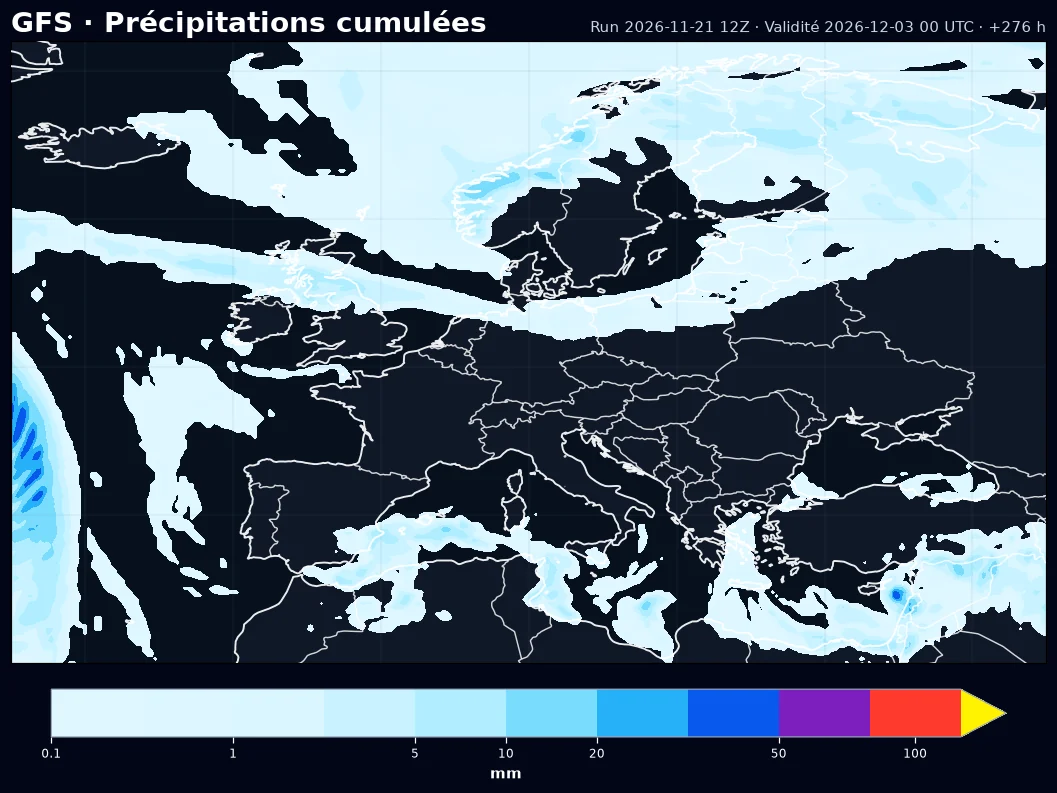 GFS · Précipitations cumulées
Run 2026-11-21 12Z · Validité 2026-12-03 00 UTC · +276 h
0.1 1 5 10 20 50 100
mm